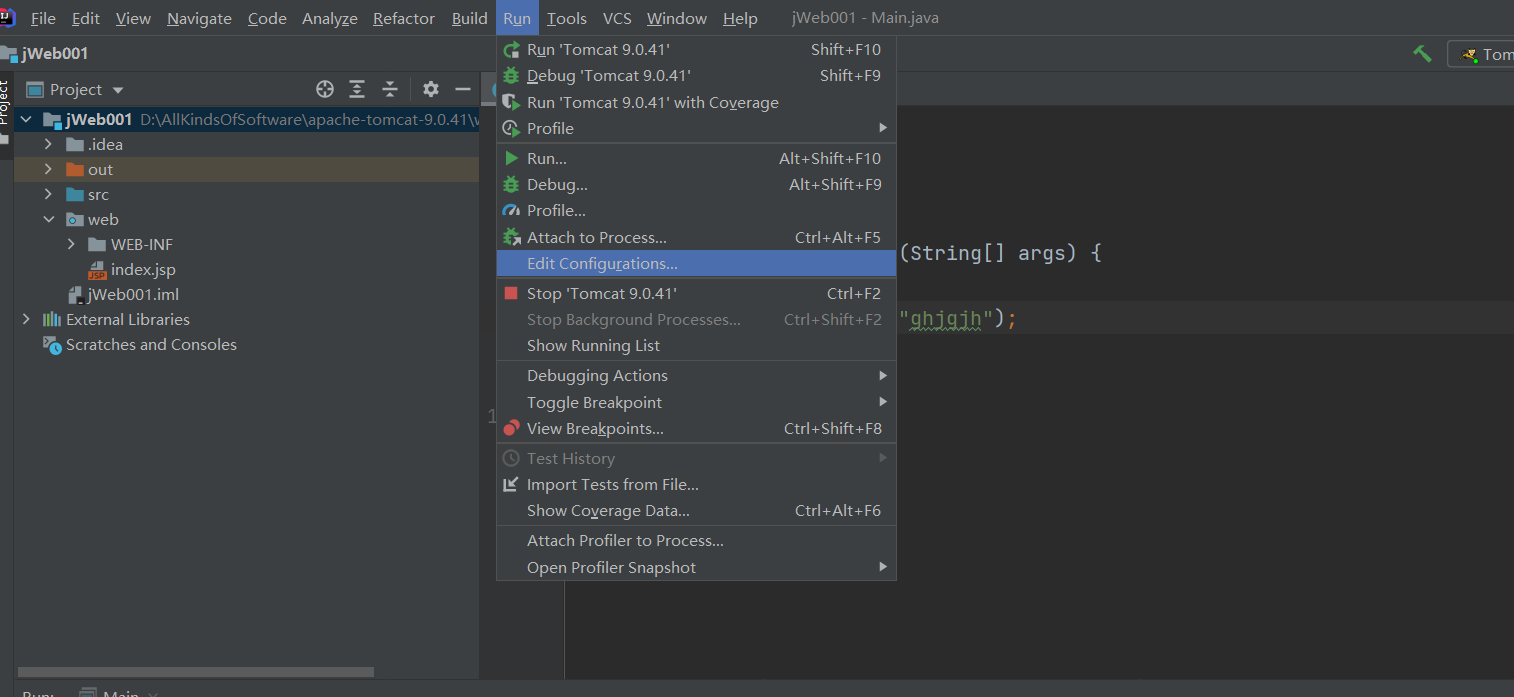 File Edit View Navigate Code Analyze Refactor Build Run Tools VCS Window Help jWeb001 - Main.java
jWeb001
Tom
Project
Project
jWeb001 D:\AllKindsOfSoftware\apache-tomcat-9.0.41\
.idea
out
src
web
WEB-INF
index.jsp
jWeb001.iml
External Libraries
Scratches and Consoles
Run 'Tomcat 9.0.41' Shift+F10
Debug 'Tomcat 9.0.41' Shift+F9
Run 'Tomcat 9.0.41' with Coverage
Profile
Run... Alt+Shift+F10
Debug... Alt+Shift+F9
Profile...
Attach to Process... Ctrl+Alt+F5
Edit Configurations...
Stop 'Tomcat 9.0.41' Ctrl+F2
Stop Background Processes... Ctrl+Shift+F2
Show Running List
Debugging Actions
Toggle Breakpoint
View Breakpoints... Ctrl+Shift+F8
Test History
Import Tests from File...
Show Coverage Data... Ctrl+Alt+F6
Attach Profiler to Process...
Open Profiler Snapshot
(String[] args) {
"ghjgjh");
1
JSP
Run: Main